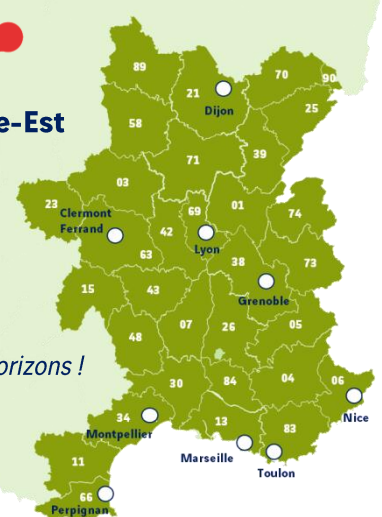 89
70
90
21
Dijon
25
e-Est
58
39
71
03
23
Clermont
Ferrand
69
01
74
42
Lyon
63
38
73
Grenoble
15
43
07
26
05
48
orizons !
30
84
04
06
34
Montpellier
13
83
Nice
Marseille
Toulon
11
66
Perpignan